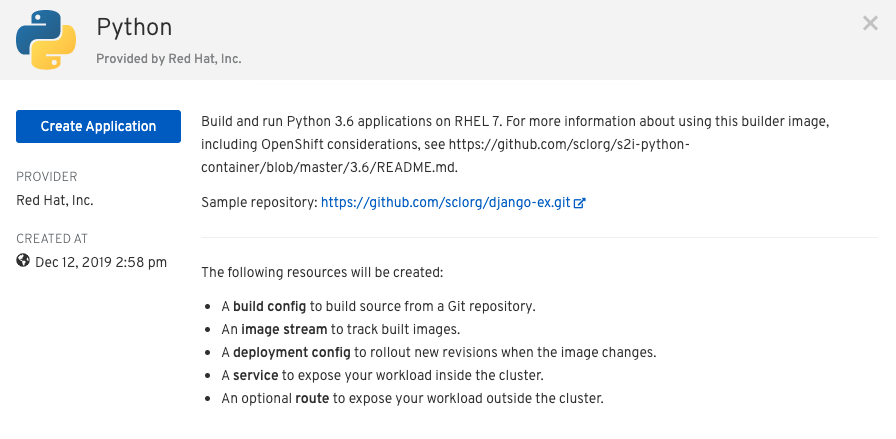 Python
Provided by Red Hat, Inc.
Create Application
PROVIDER
Red Hat, Inc.
CREATED AT
Dec 12, 2019 2:58 pm
Build and run Python 3.6 applications on RHEL 7. For more information about using this builder image,
including OpenShift considerations, see https://github.com/sclorg/s2i-python-
container/blob/master/3.6/README.md.
Sample repository: https://github.com/sclorg/django-ex.git
The following resources will be created:
• A build config to build source from a Git repository.
• An image stream to track built images.
• A deployment config to rollout new revisions when the image changes.
• A service to expose your workload inside the cluster.
• An optional route to expose your workload outside the cluster.